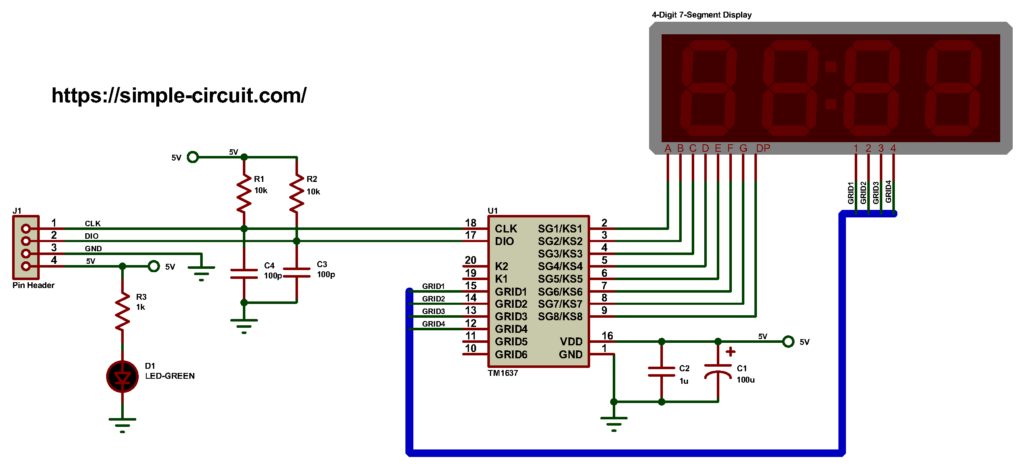 4-Digit 7-Segment Display
https://simple-circuit.com/
A B C D E F G DP 1 2 3 4
GRID1 GRID2 GRID3 GRID4
5V 5V
R1 10k
R2 10k
J1
1 CLK
2 DIO
3 GND
4 5V
Pin Header
5V
C4 100p
C3 100p
R3 1k
D1
LED-GREEN
U1
18 CLK SG1/KS1 2
17 DIO SG2/KS2 3
SG3/KS3 4
20 K2 SG4/KS4 5
19 K1 SG5/KS5 6
GRID1 15 GRID1 SG6/KS6 7
GRID2 14 GRID2 SG7/KS7 8
GRID3 13 GRID3 SG8/KS8 9
GRID4 12 GRID4
11 GRID5 VDD 16 5V 5V
10 GRID6 GND 1
TM1637
C2 1u
+
C1 100u